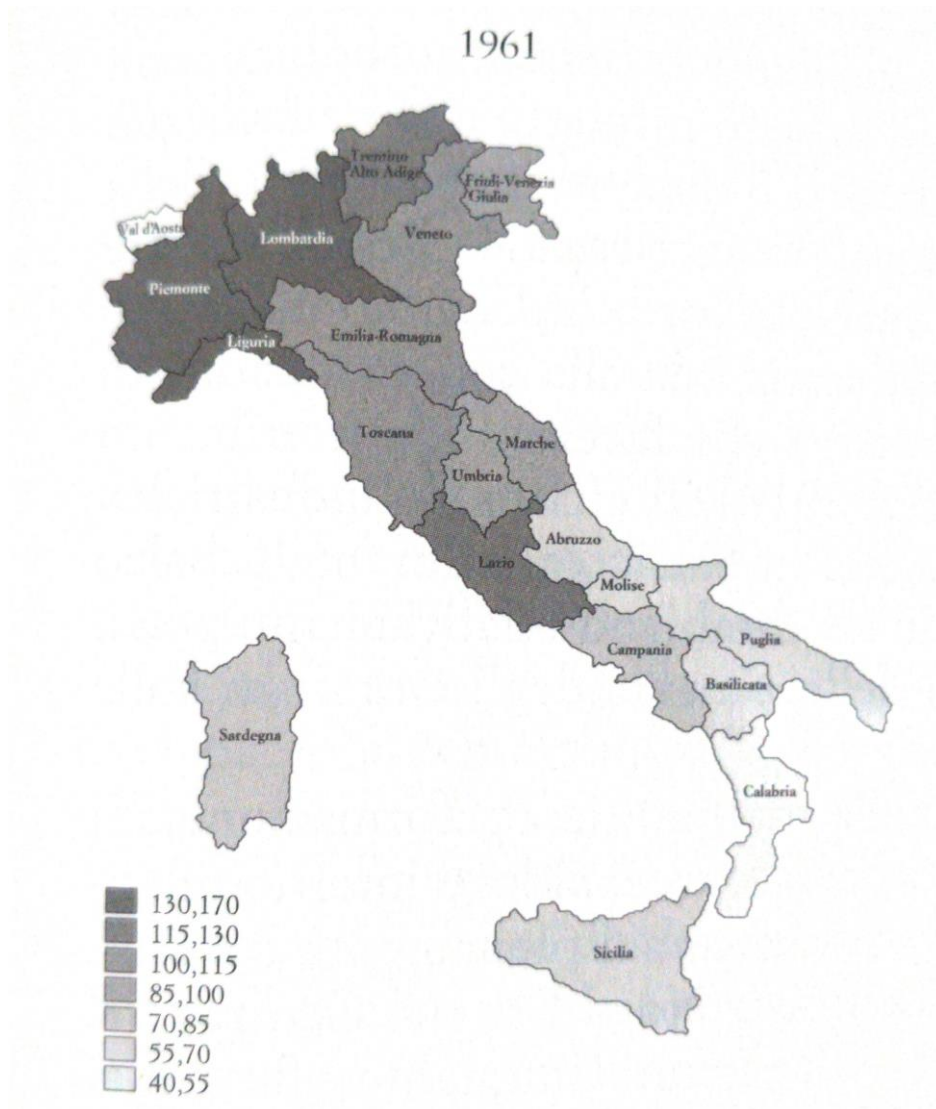 1961
Trentino
Alto Adige
Friuli-Venezia
Giulia
Val d'Aosta
Lombardia
Veneto
Piemonte
Liguria
Emilia-Romagna
Toscana
Marche
Umbria
Abruzzo
Lazio
Molise
Campania
Puglia
Basilicata
Sardegna
Calabria
Sicilia
130,170
115,130
100,115
85,100
70,85
55,70
40,55